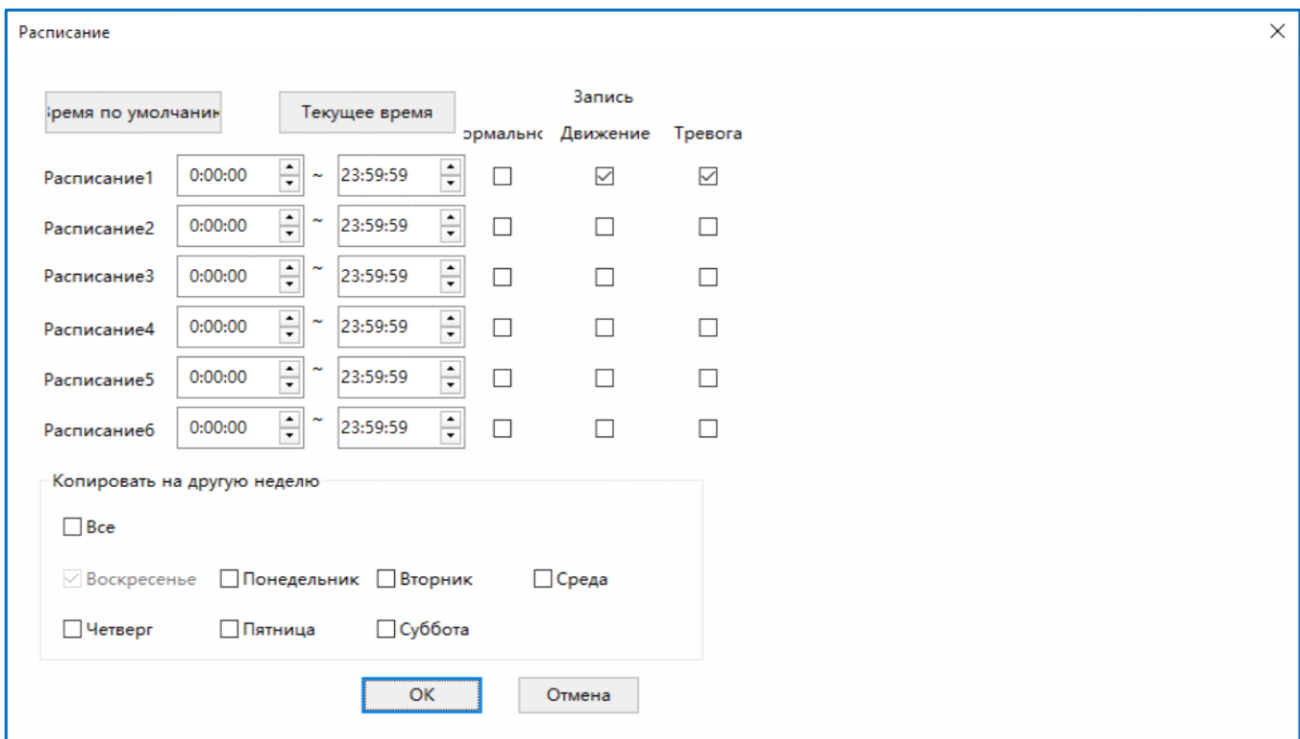 Расписание
Запись
ремя по умолчани Текущее время
ормальн Движение Тревога
Расписание1 0:00:00 ~ 23:59:59
Расписание2 0:00:00 ~ 23:59:59
Расписание3 0:00:00 ~ 23:59:59
Расписание4 0:00:00 ~ 23:59:59
Расписание5 0:00:00 ~ 23:59:59
Расписание6 0:00:00 ~ 23:59:59
Копировать на другую неделю
Все
Воскресенье Понедельник Вторник Среда
Четверг Пятница Суббота
OK Отмена